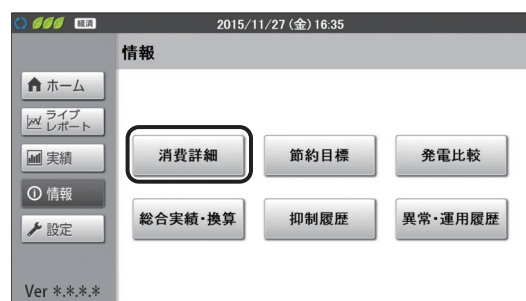 経済 2015/11/27(金)16:35
情報
ホーム
ライブ
レポート
実績
情報
設定
Ver *.*.*.*
消費詳細 節約目標 発電比較
総合実績・換算 抑制履歴 異常・運用履歴